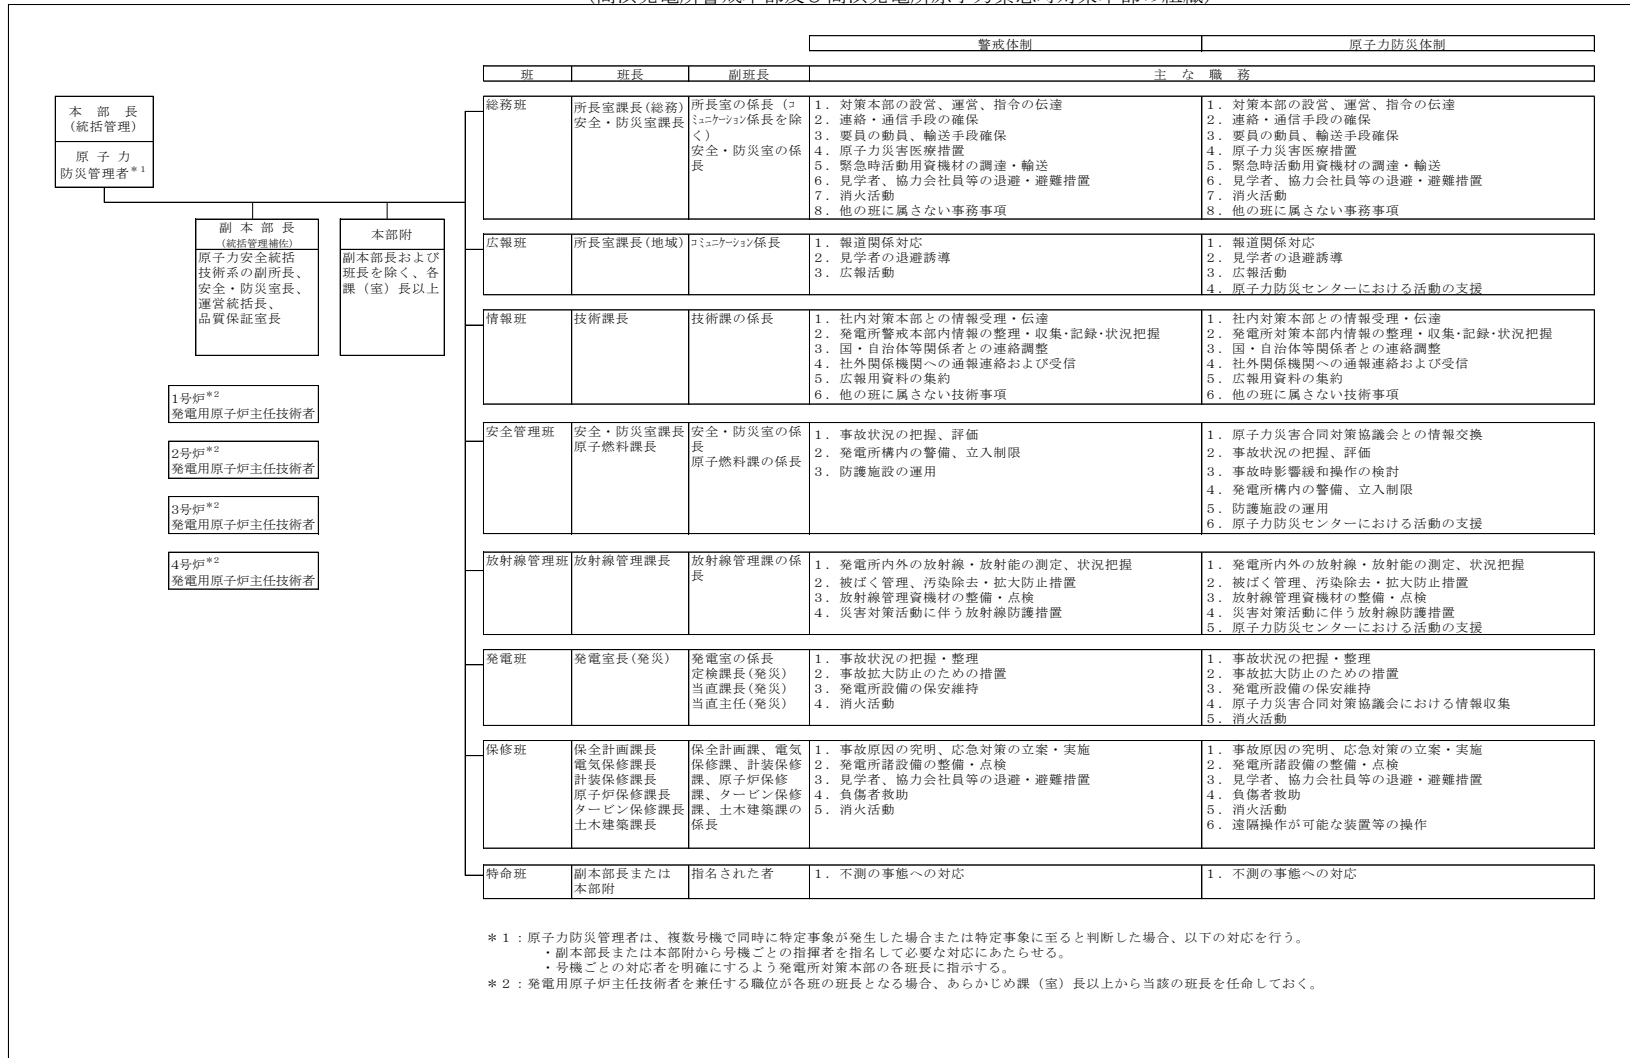 (高浜発電所警戒本部及び高浜発電所原子力緊急時対策本部の組織)
警戒体制
原子力防災体制
班
班長
副班長
主 な 職 務
本 部 長
(統括管理)
原 子 力
防災管理者*1
副 本 部 長
(統括管理補佐)
原子力安全統括
技術系の副所長、
安全・防災室長、
運営統括長、
品質保証室長
本部附
副本部長および
班長を除く、各
課(室)長以上
1号炉*2
発電用原子炉主任技術者
2号炉*2
発電用原子炉主任技術者
3号炉*2
発電用原子炉主任技術者
4号炉*2
発電用原子炉主任技術者
総務班
所長室課長(総務)
安全・防災室課長
所長室の係長(コ
ミュニケーション係長を除
く)
安全・防災室の係
長
1. 対策本部の設営、運営、指令の伝達
2. 連絡・通信手段の確保
3. 要員の動員、輸送手段確保
4. 原子力災害医療措置
5. 緊急時活動用資機材の調達・輸送
6. 見学者、協力会社員等の退避・避難措置
7. 消火活動
8. 他の班に属さない事務事項
1. 対策本部の設営、運営、指令の伝達
2. 連絡・通信手段の確保
3. 要員の動員、輸送手段確保
4. 原子力災害医療措置
5. 緊急時活動用資機材の調達・輸送
6. 見学者、協力会社員等の退避・避難措置
7. 消火活動
8. 他の班に属さない事務事項
広報班
所長室課長(地域)
コミュニケーション係長
1. 報道関係対応
2. 見学者の退避誘導
3. 広報活動
1. 報道関係対応
2. 見学者の退避誘導
3. 広報活動
4. 原子力防災センターにおける活動の支援
情報班
技術課長
技術課の係長
1. 社内対策本部との情報受理・伝達
2. 発電所警戒本部内情報の整理・収集・記録・状況把握
3. 国・自治体等関係者との連絡調整
4. 社外関係機関への通報連絡および受信
5. 広報用資料の集約
6. 他の班に属さない技術事項
1. 社内対策本部との情報受理・伝達
2. 発電所対策本部内情報の整理・収集・記録・状況把握
3. 国・自治体等関係者との連絡調整
4. 社外関係機関への通報連絡および受信
5. 広報用資料の集約
6. 他の班に属さない技術事項
安全管理班
安全・防災室課長
原子燃料課長
安全・防災室の係
長
原子燃料課の係長
1. 事故状況の把握、評価
2. 発電所構内の警備、立入制限
3. 防護施設の運用
1. 原子力災害合同対策協議会との情報交換
2. 事故状況の把握、評価
3. 事故時影響緩和操作の検討
4. 発電所構内の警備、立入制限
5. 防護施設の運用
6. 原子力防災センターにおける活動の支援
放射線管理班
放射線管理課長
放射線管理課の係
長
1. 発電所内外の放射線・放射能の測定、状況把握
2. 被ばく管理、汚染除去・拡大防止措置
3. 放射線管理資機材の整備・点検
4. 災害対策活動に伴う放射線防護措置
1. 発電所内外の放射線・放射能の測定、状況把握
2. 被ばく管理、汚染除去・拡大防止措置
3. 放射線管理資機材の整備・点検
4. 災害対策活動に伴う放射線防護措置
5. 原子力防災センターにおける活動の支援
発電班
発電室長(発災)
発電室の係長
定検課長(発災)
当直課長(発災)
当直主任(発災)
1. 事故状況の把握・整理
2. 事故拡大防止のための措置
3. 発電所設備の保安維持
4. 消火活動
1. 事故状況の把握・整理
2. 事故拡大防止のための措置
3. 発電所設備の保安維持
4. 原子力災害合同対策協議会における情報収集
5. 消火活動
保修班
保全計画課長
電気保修課長
計装保修課長
原子炉保修課長
タービン保修課長
土木建築課長
保全計画課、電気
保修課、計装保修
課、原子炉保修
課、タービン保修
課、土木建築課の
係長
1. 事故原因の究明、応急対策の立案・実施
2. 発電所諸設備の整備・点検
3. 見学者、協力会社員等の退避・避難措置
4. 負傷者救助
5. 消火活動
1. 事故原因の究明、応急対策の立案・実施
2. 発電所諸設備の整備・点検
3. 見学者、協力会社員等の退避・避難措置
4. 負傷者救助
5. 消火活動
6. 遠隔操作が可能な装置等の操作
特命班
副本部長または
本部附
指名された者
1. 不測の事態への対応
1. 不測の事態への対応
*1:原子力防災管理者は、複数号機で同時に特定事象が発生した場合または特定事象に至ると判断した場合、以下の対応を行う。
・副本部長または本部附から号機ごとの指揮者を指名して必要な対応にあたらせる。
・号機ごとの対応者を明確にするよう発電所対策本部の各班長に指示する。
*2:発電用原子炉主任技術者を兼任する職位が各班の班長となる場合、あらかじめ課(室)長以上から当該の班長を任命しておく。